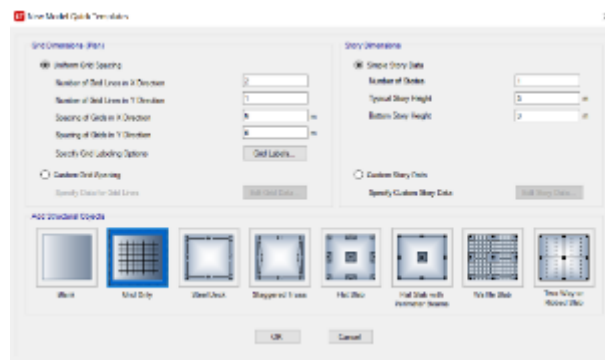 New Model Quick Templates
Grid Dimensions (Plan)
Uniform Grid Spacing
Number of Grid Lines in X Direction
2
Number of Grid Lines in Y Direction
1
Spacing of Grids in X Direction
m
Spacing of Grids in Y Direction
m
Specify Grid Labeling Options
Grid Labels...
Custom Grid Spacing
Specify Data for Grid Lines
Edit Grid Data...
Story Dimensions
Simple Story Data
Number of Stories
1
Typical Story Height
3
m
Bottom Story Height
3
m
Custom Story Data
Specify Custom Story Data
Edit Story Data...
Add Structural Objects
Blank
Grid Only
Steel Deck
Staggered Truss
Flat Slab
Flat Slab with
Perimeter Beams
Waffle Slab
Two Way or
Ribbed Slab
OK
Cancel